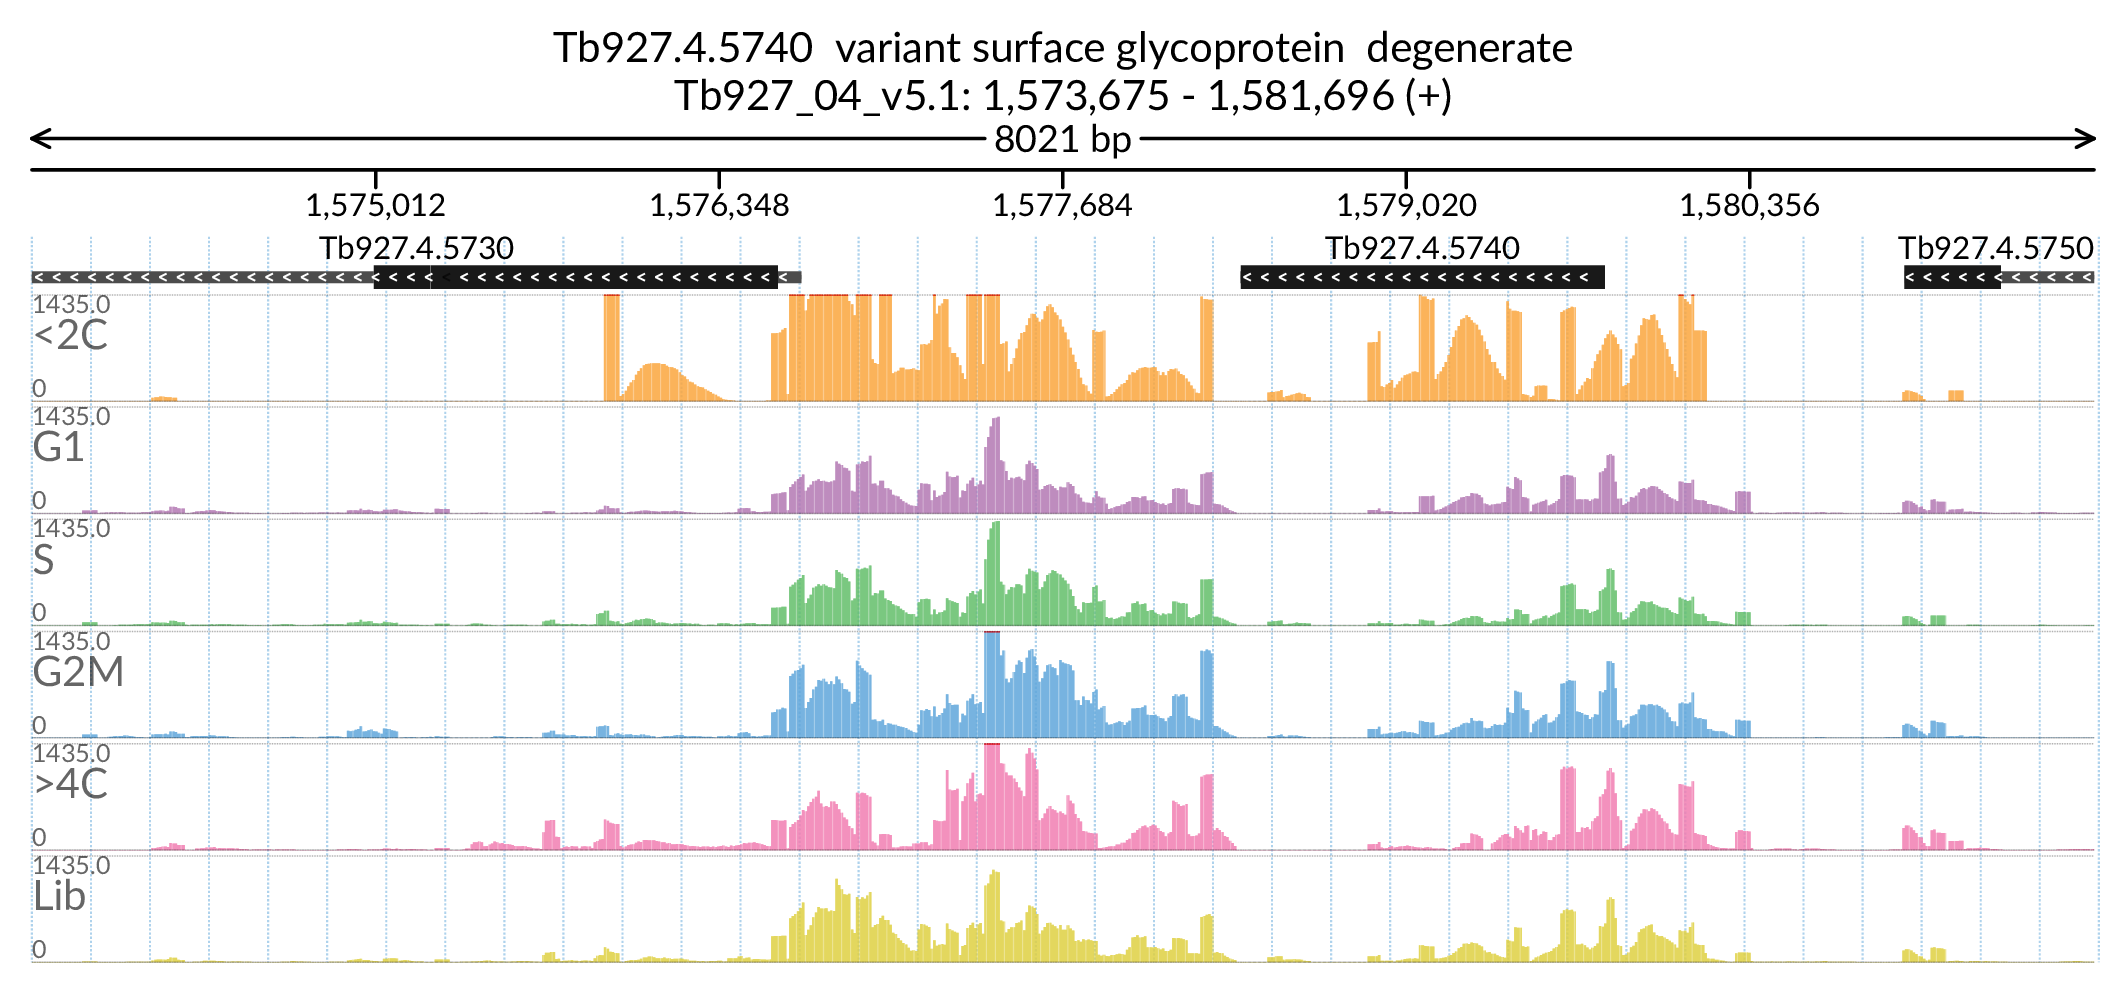 Tb927.4.5740 variant surface glycoprotein degenerate
Tb927_04_v5.1: 1,573,675 - 1,581,696 (+)
8021 bp
1,575,012 1,576,348 1,577,684 1,579,020 1,580,356
Tb927.4.5730 Tb927.4.5740 Tb927.4.5750
1435.0
<2C
0
1435.0
G1
0
1435.0
S
0
1435.0
G2M
0
1435.0
>4C
0
1435.0
Lib
0